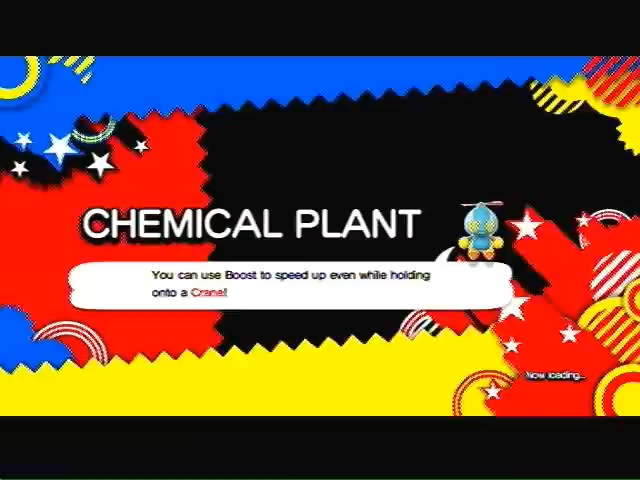 CHEMICAL PLANT
You can use Boost to speed up even while holding
onto a Crane!
Now loading...